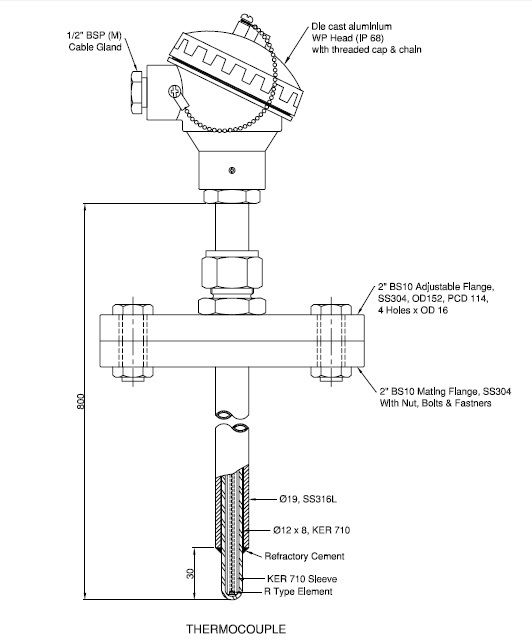 1/2" BSP (M)
Cable Gland
Die cast aluminium
WP Head (IP 68)
with threaded cap & chain
2" BS10 Adjustable Flange,
SS304, OD152, PCD 114,
4 Holes x OD 16
2" BS10 Mating Flange, SS304
With Nut, Bolts & Fastners
800
Ø19, SS316L
Ø12 x 8, KER 710
Refractory Cement
30
KER 710 Sleeve
R Type Element
THERMOCOUPLE